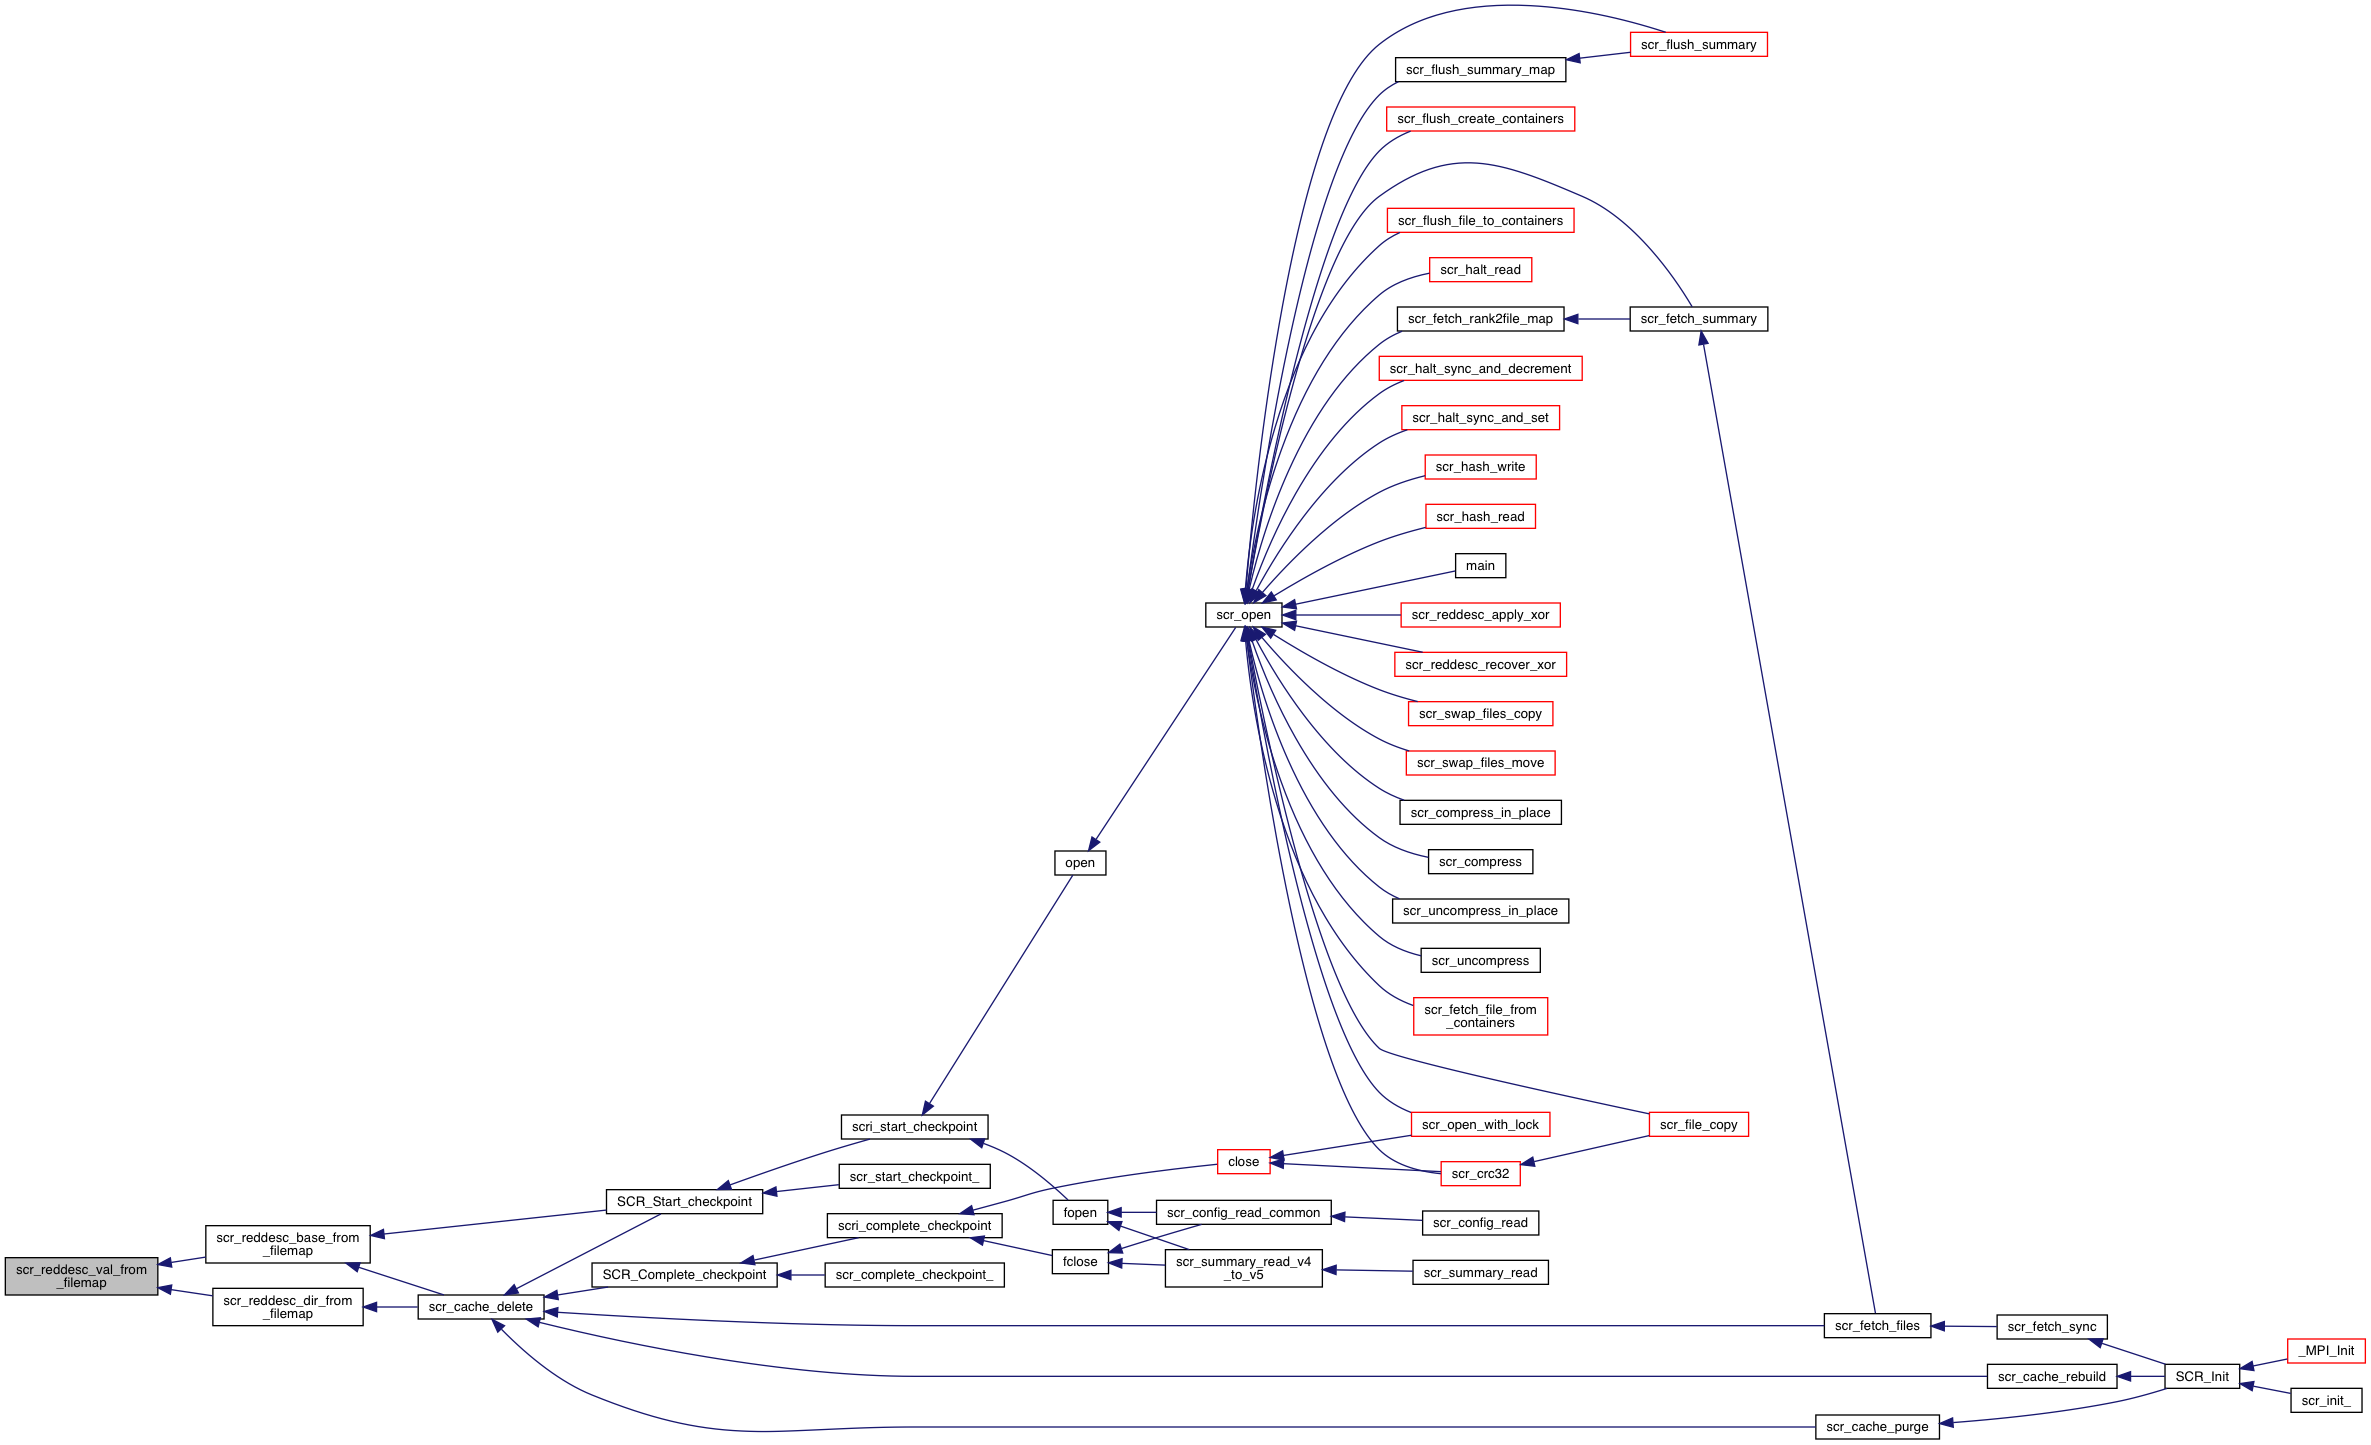 scr_flush_summary
scr_flush_summary_map
scr_flush_create_containers
scr_flush_file_to_containers
scr_halt_read
scr_fetch_rank2file_map
scr_fetch_summary
scr_halt_sync_and_decrement
scr_halt_sync_and_set
scr_hash_write
scr_hash_read
main
scr_open
scr_reddesc_apply_xor
scr_reddesc_recover_xor
scr_swap_files_copy
scr_swap_files_move
scr_compress_in_place
open
scr_compress
scr_uncompress_in_place
scr_uncompress
scr_fetch_file_from
_containers
scri_start_checkpoint
scr_open_with_lock
scr_file_copy
close
scr_crc32
scr_start_checkpoint_
SCR_Start_checkpoint
fopen
scr_config_read_common
scr_config_read
scri_complete_checkpoint
scr_reddesc_base_from
_filemap
fclose
scr_summary_read_v4
_to_v5
scr_summary_read
scr_reddesc_val_from
_filemap
SCR_Complete_checkpoint
scr_complete_checkpoint_
scr_reddesc_dir_from
_filemap
scr_cache_delete
scr_fetch_files
scr_fetch_sync
_MPI_Init
scr_cache_rebuild
SCR_Init
scr_init_
scr_cache_purge